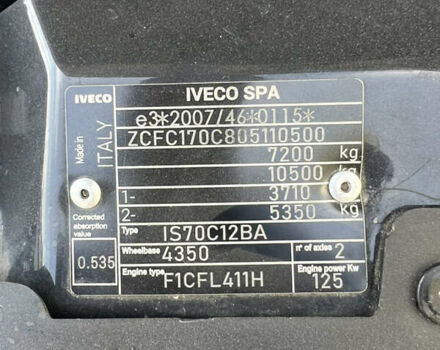 IVECO
IVECO SPA
e3*2007/46*0115*
ZCFC170C805110500
7200 kg
10500 kg
1- 3710 kg
2- 5350 kg
Made in
ITALY
Corrected
absorption
value
0.535
Type IS70C12BA
Wheelbase 4350 n° of axles 2
Engine type F1CFL411H Engine power Kw 125